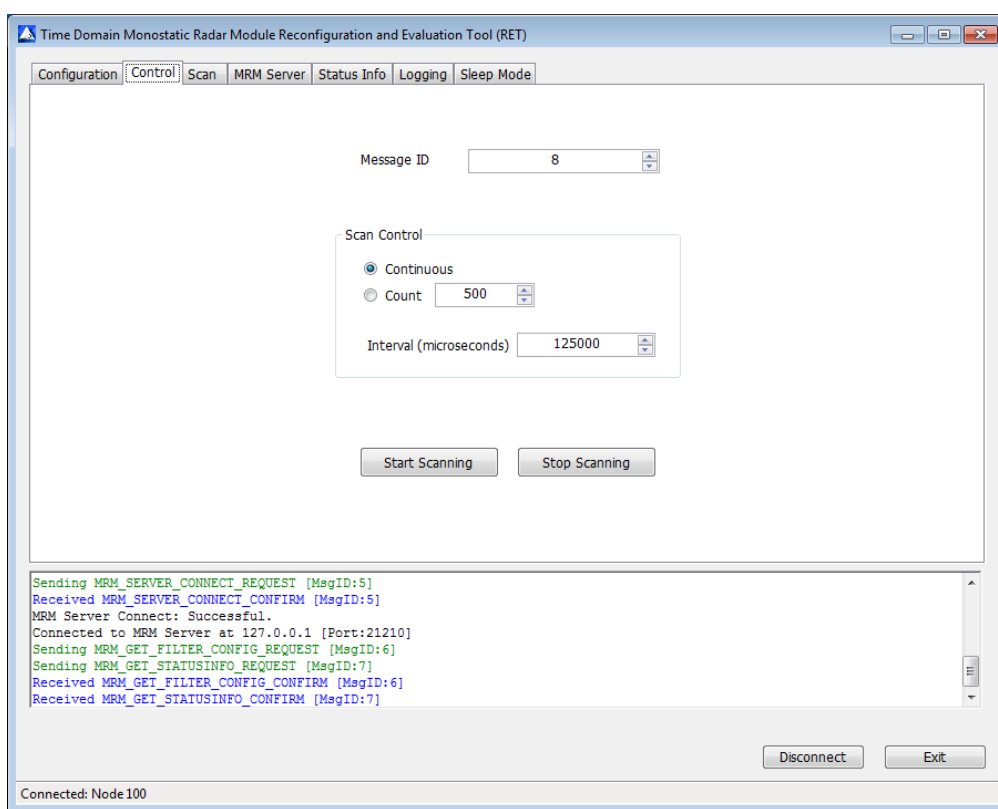 Time Domain Monostatic Radar Module Reconfiguration and Evaluation Tool (RET)
Configuration Control Scan MRM Server Status Info Logging Sleep Mode
Message ID 8
Scan Control
Continuous
Count 500
Interval (microseconds) 125000
Start Scanning Stop Scanning
Sending MRM_SERVER_CONNECT_REQUEST [MsgID:5]
Received MRM_SERVER_CONNECT_CONFIRM [MsgID:5]
MRM Server Connect: Successful.
Connected to MRM Server at 127.0.0.1 [Port:21210]
Sending MRM_GET_FILTER_CONFIG_REQUEST [MsgID:6]
Sending MRM_GET_STATUSINFO_REQUEST [MsgID:7]
Received MRM_GET_FILTER_CONFIG_CONFIRM [MsgID:6]
Received MRM_GET_STATUSINFO_CONFIRM [MsgID:7]
Disconnect Exit
Connected: Node 100